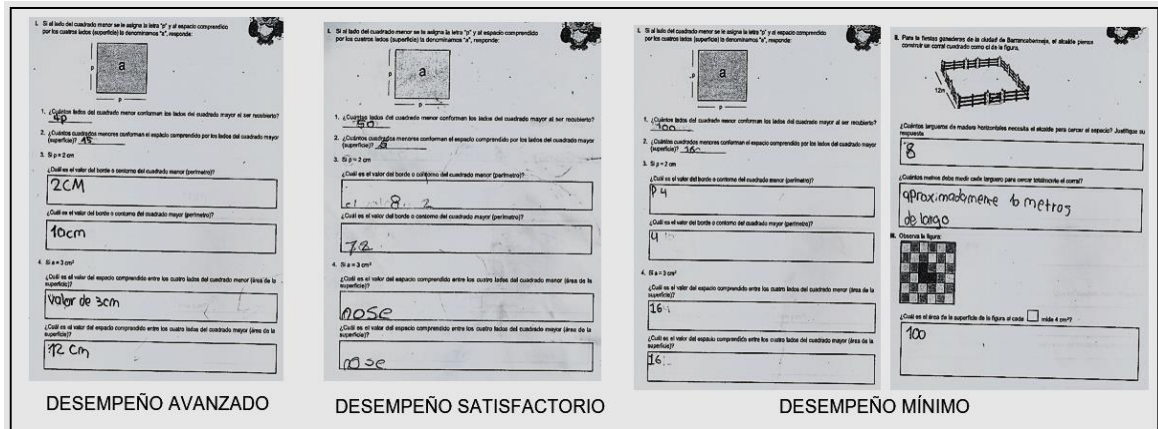 I. Si al lado del cuadrado menor se le asigna la letra "p" y al espacio comprendido
por los cuatros lados (superficie) la denominamos "a", responde:
a
p
p
1. ¿Cuántos lados del cuadrado menor conforman los lados del cuadrado mayor al ser recubierto?
40
2. ¿Cuántos cuadrados menores conforman el espacio comprendido por los lados del cuadrado mayor
(superficie)? 15
3. Si p = 2 cm
¿Cuál es el valor del borde o contorno del cuadrado menor (perímetro)?
2CM
¿Cuál es el valor del borde o contorno del cuadrado mayor (perímetro)?
10cm
4. Si a = 3 cm²
¿Cuál es el valor del espacio comprendido entre los cuatro lados del cuadrado menor (área de la
superficie)?
Valor de 3cm
¿Cuál es el valor del espacio comprendido entre los cuatro lados del cuadrado mayor (área de la
superficie)?
12 cm
DESEMPEÑO AVANZADO
I. Si al lado del cuadrado menor se le asigna la letra "p" y al espacio comprendido
por los cuatros lados (superficie) la denominamos "a", responde:
a
p
p
1. ¿Cuántos lados del cuadrado menor conforman los lados del cuadrado mayor al ser recubierto?
50
2. ¿Cuántos cuadrados menores conforman el espacio comprendido por los lados del cuadrado mayor
(superficie)?
3. Si p = 2 cm
¿Cuál es el valor del borde o contorno del cuadrado menor (perímetro)?
el 8 2
¿Cuál es el valor del borde o contorno del cuadrado mayor (perímetro)?
72
4. Si a = 3 cm²
¿Cuál es el valor del espacio comprendido entre los cuatro lados del cuadrado menor (área de la
superficie)?
nose
¿Cuál es el valor del espacio comprendido entre los cuatro lados del cuadrado mayor (área de la
superficie)?
nose
DESEMPEÑO SATISFACTORIO
I. Si al lado del cuadrado menor se le asigna la letra "p" y al espacio comprendido
por los cuatros lados (superficie) la denominamos "a", responde:
a
p
p
1. ¿Cuántos lados del cuadrado menor conforman los lados del cuadrado mayor al ser recubierto?
100
2. ¿Cuántos cuadrados menores conforman el espacio comprendido por los lados del cuadrado mayor
(superficie)? 160
3. Si p = 2 cm
¿Cuál es el valor del borde o contorno del cuadrado menor (perímetro)?
P 4
¿Cuál es el valor del borde o contorno del cuadrado mayor (perímetro)?
4
4. Si a = 3 cm²
¿Cuál es el valor del espacio comprendido entre los cuatro lados del cuadrado menor (área de la
superficie)?
16
¿Cuál es el valor del espacio comprendido entre los cuatro lados del cuadrado mayor (área de la
superficie)?
16
II. Para la fiestas ganaderas de la ciudad de Barrancabermeja, el alcalde piensa
construir un corral cuadrado como el de la figura.
12m
¿Cuántos largueros de madera horizontales necesita el alcalde para cercar el espacio? Justifique su
respuesta
8
¿Cuántos metros debe medir cada larguero para cercar totalmente el corral?
aproximadamente 10 metros
de largo
III. Observa la figura:
¿Cuál es el área de la superficie de la figura si cada mide 4 cm²?
100
DESEMPEÑO MÍNIMO